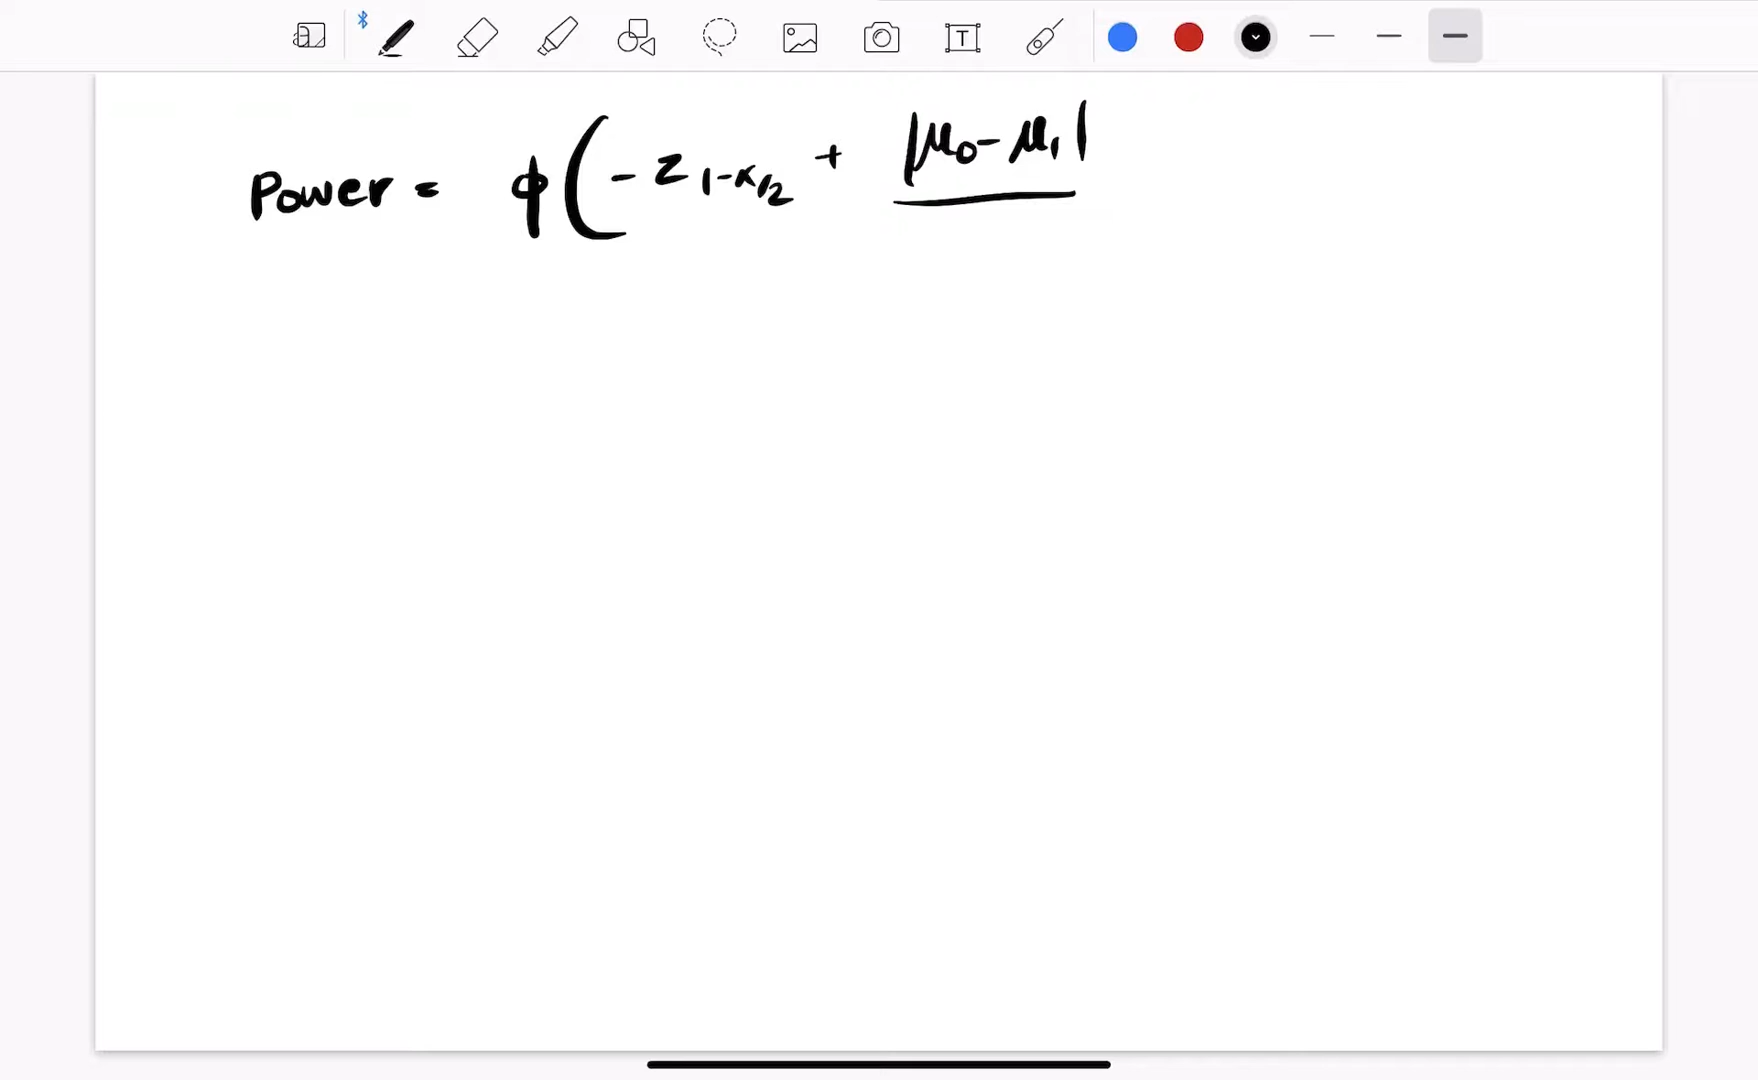 Power = ϕ(-z₁₋α/₂ + |μ₀-μ₁|